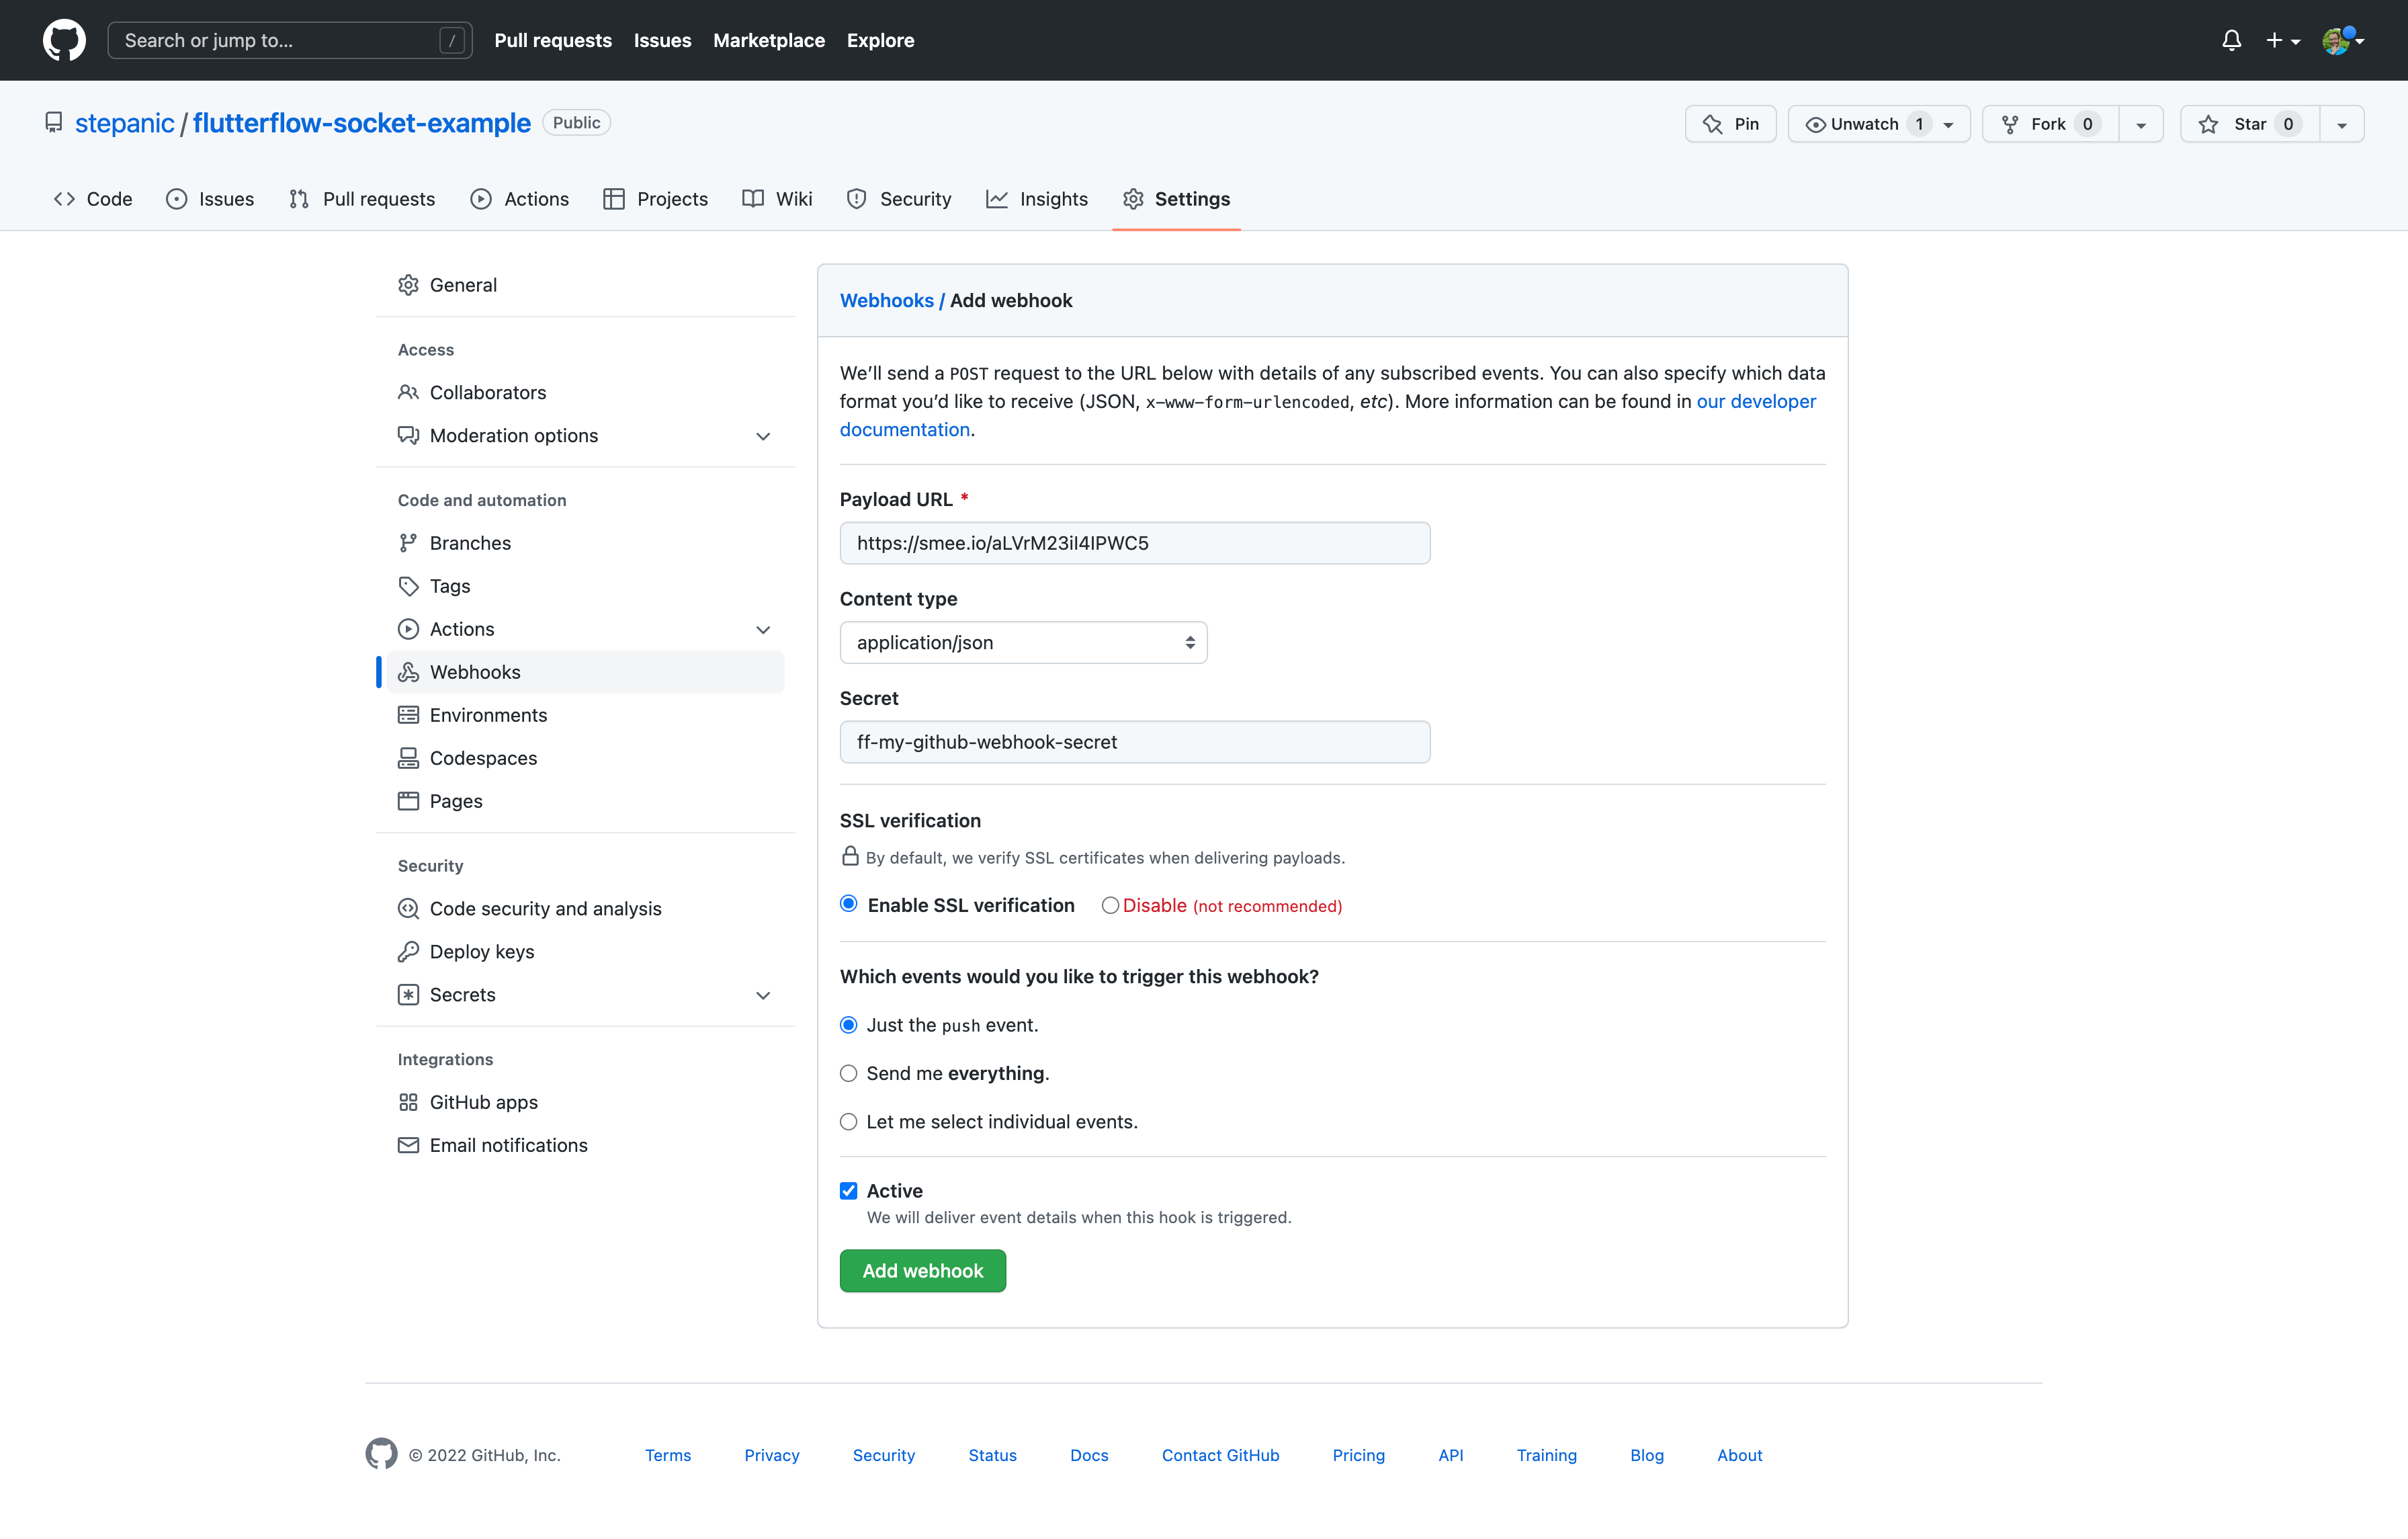 Search or jump to... /
Pull requests Issues Marketplace Explore
stepanic / flutterflow-socket-example Public
Pin Unwatch 1 Fork 0 Star 0
Code Issues Pull requests Actions Projects Wiki Security Insights Settings
General
Access
Collaborators
Moderation options
Code and automation
Branches
Tags
Actions
Webhooks
Environments
Codespaces
Pages
Security
Code security and analysis
Deploy keys
Secrets
Integrations
GitHub apps
Email notifications
Webhooks / Add webhook
We’ll send a POST request to the URL below with details of any subscribed events. You can also specify which data
format you’d like to receive (JSON, x-www-form-urlencoded, etc). More information can be found in our developer
documentation.
Payload URL *
https://smee.io/aLVrM23iI4IPWC5
Content type
application/json
Secret
ff-my-github-webhook-secret
SSL verification
By default, we verify SSL certificates when delivering payloads.
Enable SSL verification Disable (not recommended)
Which events would you like to trigger this webhook?
Just the push event.
Send me everything.
Let me select individual events.
Active
We will deliver event details when this hook is triggered.
Add webhook
© 2022 GitHub, Inc. Terms Privacy Security Status Docs Contact GitHub Pricing API Training Blog About